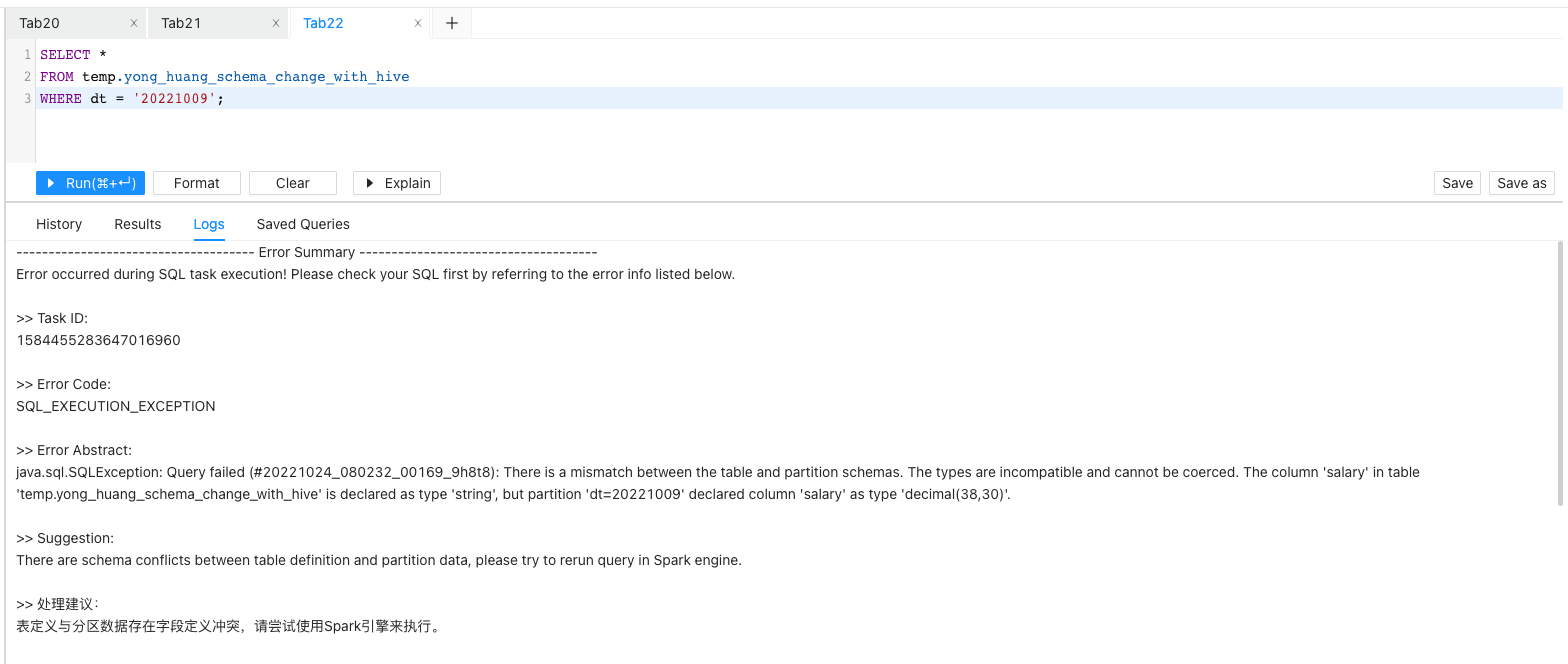 Tab20 x Tab21 x Tab22 x +
1 SELECT *
2 FROM temp.yong_huang_schema_change_with_hive
3 WHERE dt = '20221009';
Run(⌘+↵) Format Clear Explain Save Save as
History Results Logs Saved Queries
------------------------------------- Error Summary -------------------------------------
Error occurred during SQL task execution! Please check your SQL first by referring to the error info listed below.
>> Task ID:
1584455283647016960
>> Error Code:
SQL_EXECUTION_EXCEPTION
>> Error Abstract:
java.sql.SQLException: Query failed (#20221024_080232_00169_9h8t8): There is a mismatch between the table and partition schemas. The types are incompatible and cannot be coerced. The column 'salary' in table
'temp.yong_huang_schema_change_with_hive' is declared as type 'string', but partition 'dt=20221009' declared column 'salary' as type 'decimal(38,30)'.
>> Suggestion:
There are schema conflicts between table definition and partition data, please try to rerun query in Spark engine.
>> 处理建议：
表定义与分区数据存在字段定义冲突，请尝试使用Spark引擎来执行。